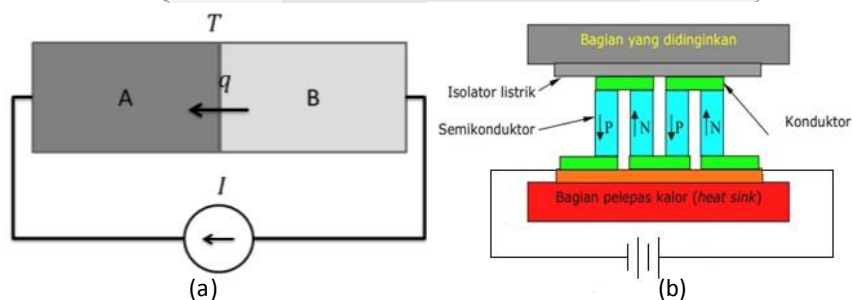 T
A
q
B
I
(a)
Bagian yang didinginkan
Isolator listrik
Semikonduktor
P
N
P
N
Konduktor
Bagian pelepas kalor (heat sink)
(b)